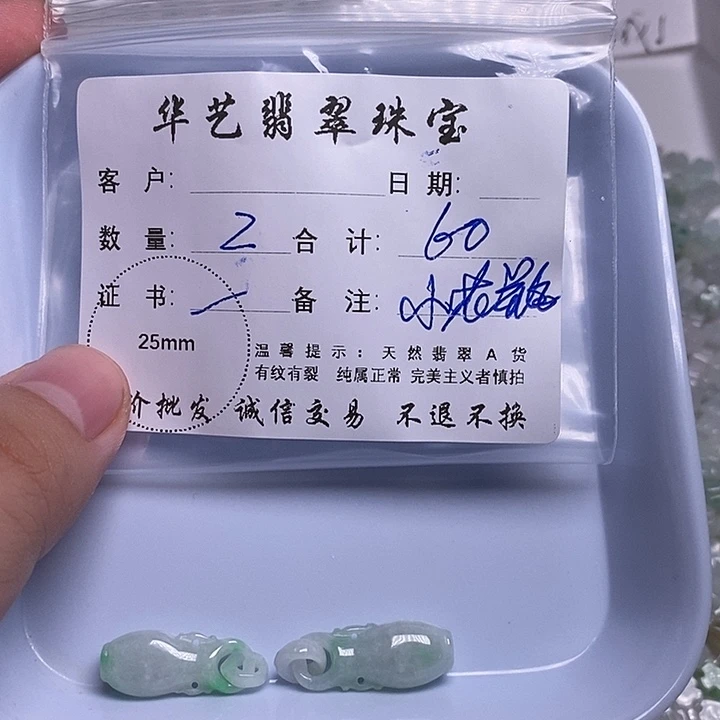 华艺翡翠珠宝
客户: 日期:
数量: 2 合计: 60
证书: 备注: 小
25mm
温馨提示:天然翡翠A货
有纹有裂 纯属正常 完美主义者慎拍
价批发 诚信交易 不退不换